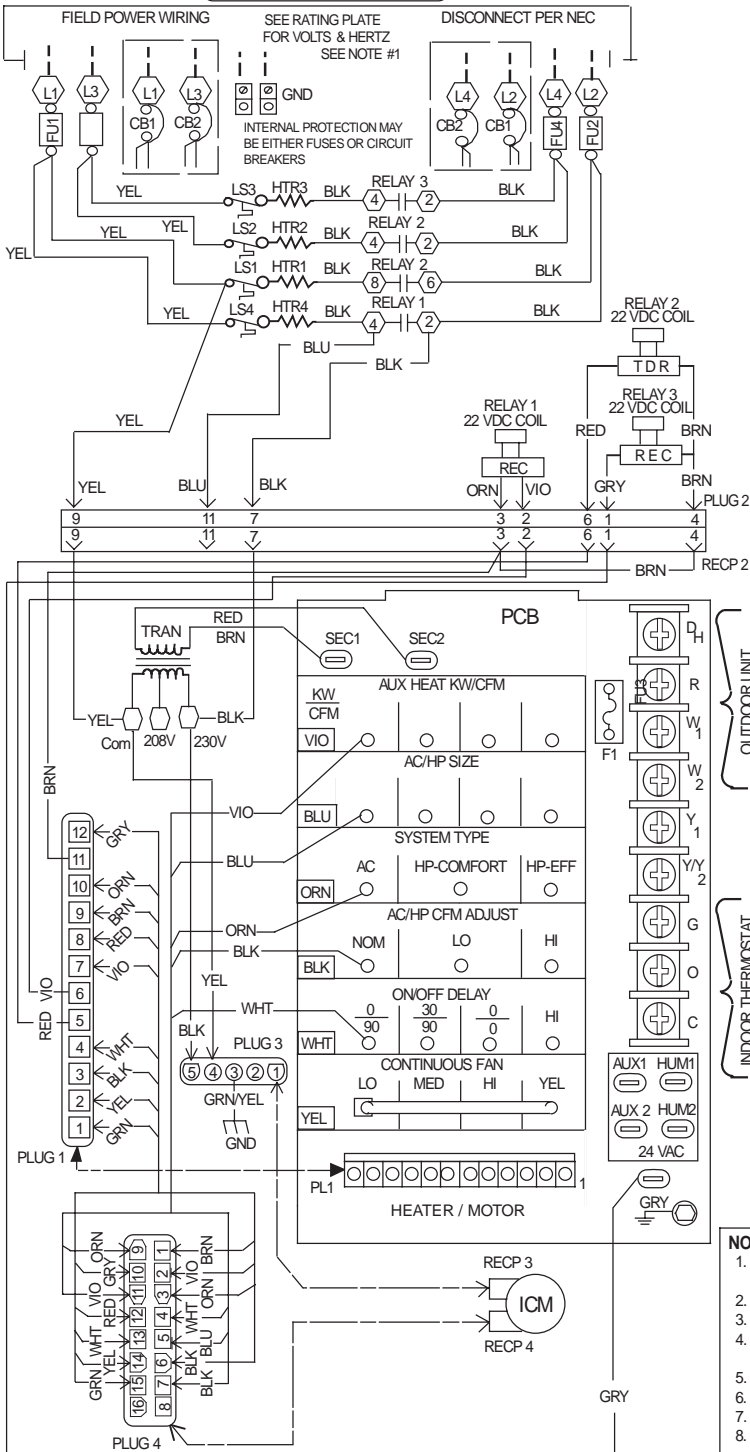 FIELD POWER WIRING
SEE RATING PLATE
FOR VOLTS & HERTZ
SEE NOTE #1
DISCONNECT PER NEC
L1 L3 L1 L3 GND L4 L2 L4 L2
FU1 CB1 CB2 CB2 CB1 FU4 FU2
INTERNAL PROTECTION MAY
BE EITHER FUSES OR CIRCUIT
BREAKERS
YEL LS3 HTR3 BLK RELAY 3 4 2 BLK
YEL LS2 HTR2 BLK RELAY 2 4 2 BLK
YEL LS1 HTR1 BLK RELAY 2 8 6 BLK
YEL LS4 HTR4 BLK RELAY 1 4 2 BLK
BLU
BLK
RELAY 2
22 VDC COIL
TDR
RELAY 3
22 VDC COIL
REC
RELAY 1
22 VDC COIL
REC
YEL
RED BRN
ORN VIO GRY BRN
YEL BLU BLK
PLUG 2
9 11 7 3 2 6 1 4
9 11 7 3 2 6 1 4
RECP 2
BRN
TRAN
RED
BRN
YEL BLK
Com 208V 230V
BRN
PCB
SEC1 SEC2
AUX HEAT KW/CFM
KW
CFM
VIO
AC/HP SIZE
BLU
SYSTEM TYPE
AC HP-COMFORT HP-EFF
ORN
AC/HP CFM ADJUST
NOM LO HI
BLK
ON/OFF DELAY
0 30 0 HI
90 90 0
WHT
CONTINUOUS FAN
LO MED HI YEL
YEL
FU3
F1
DH
R
W1
W2
Y1
Y/Y2
G
O
C
OUTDOOR UNIT
INDOOR THERMOSTAT
AUX1 HUM1
AUX 2 HUM2
24 VAC
GRY
PL1
1
HEATER / MOTOR
VIO
BLU
ORN
BLK
YEL
WHT
BLK
PLUG 3
5 4 3 2 1
GRN/YEL
GND
12 GRY
11
10 ORN
9 BRN
8 RED
7 VIO
6 VIO
5 RED
4 WHT
3 BLK
2 YEL
1 GRN
PLUG 1
ORN 9 1 BRN
GRY 10 2 VIO
VIO 11 3 ORN
RED 12 4 WHT
WHT 13 5 BLU
YEL 14 6 BLK
GRN 15 7 BLK
16 8
PLUG 4
RECP 3
ICM
RECP 4
GRY
NO
1.
2.
3.
4.
5.
6.
7.
8.